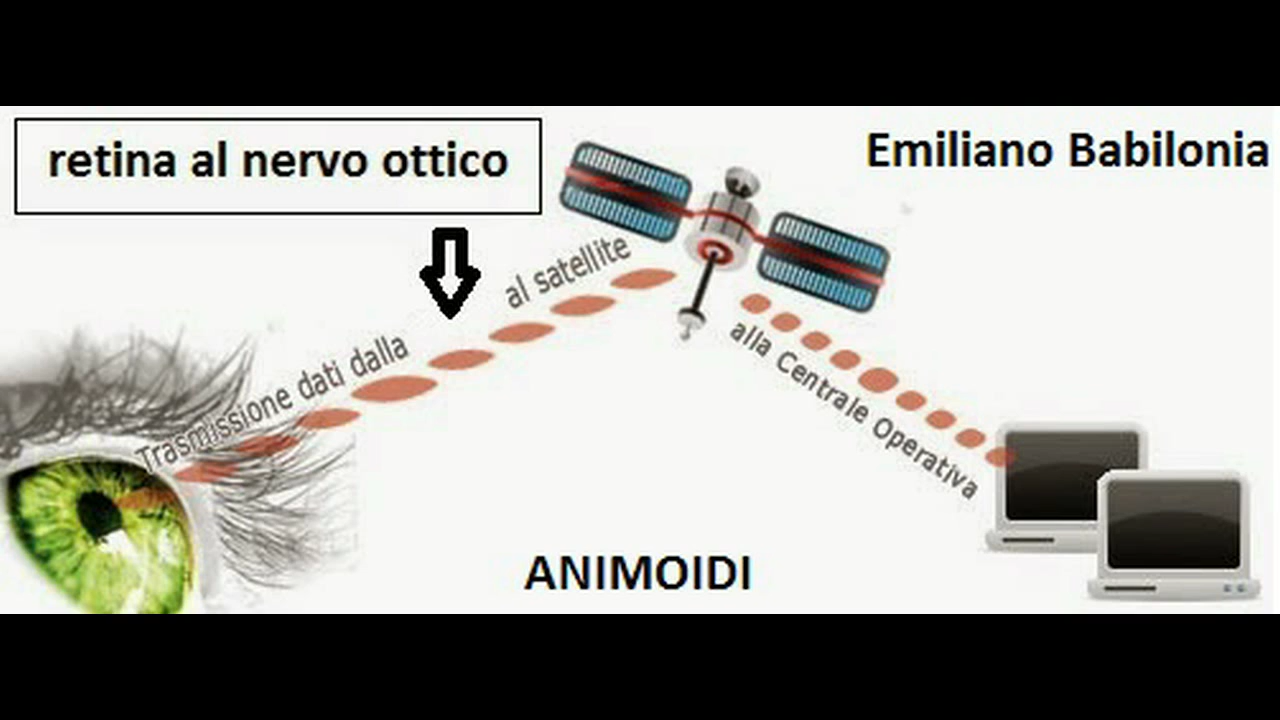 retina al nervo ottico
Emiliano Babilonia
Trasmissione dati dalla
al satellite
alla Centrale Operativa
ANIMOIDI